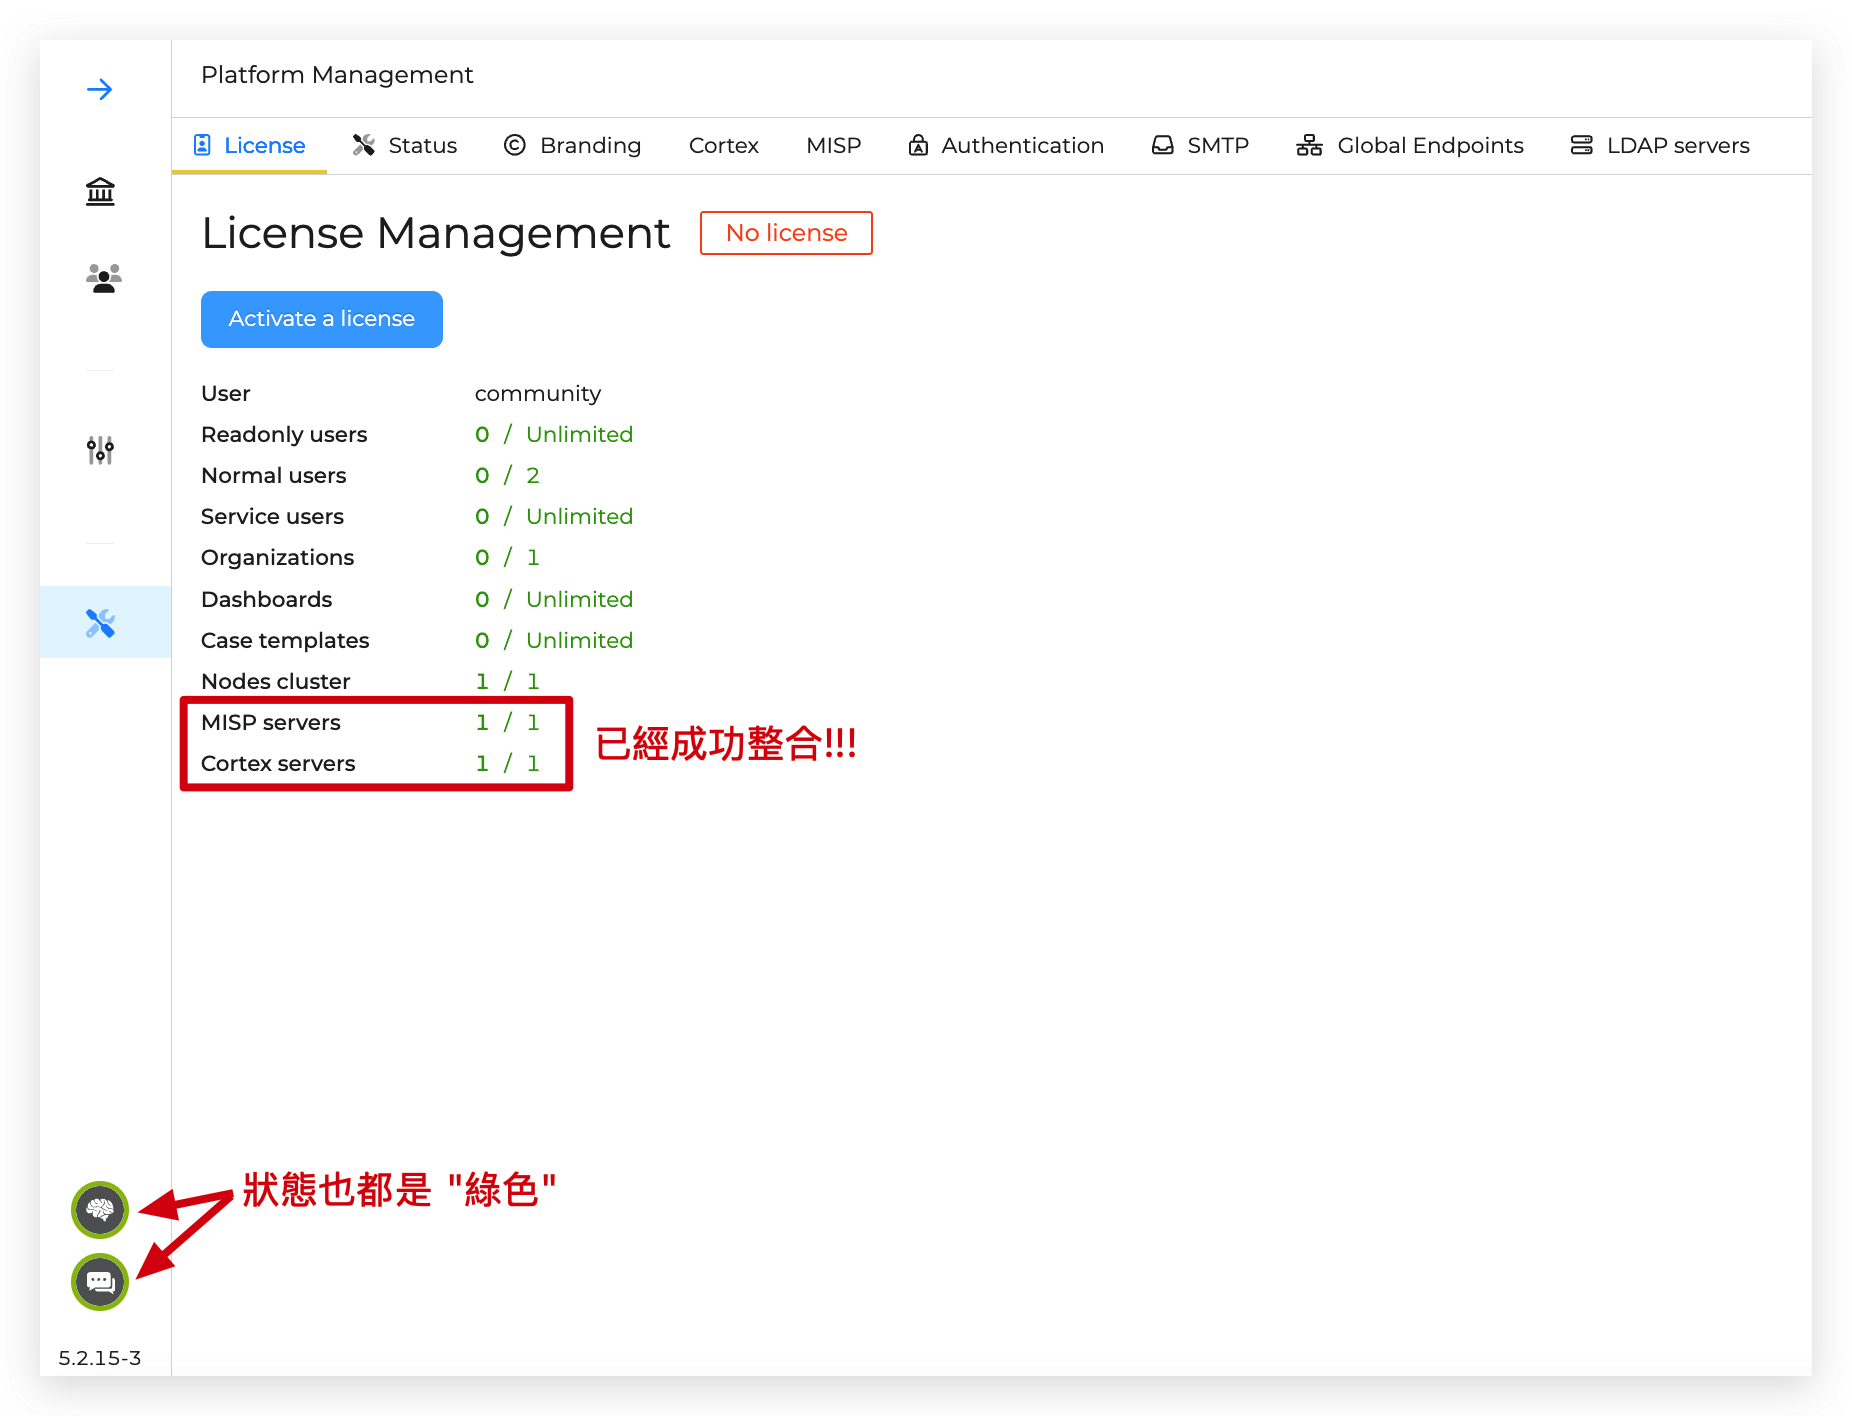 Platform Management
License Status Branding Cortex MISP Authentication SMTP Global Endpoints LDAP servers
License Management No license
Activate a license
User community
Readonly users 0 / Unlimited
Normal users 0 / 2
Service users 0 / Unlimited
Organizations 0 / 1
Dashboards 0 / Unlimited
Case templates 0 / Unlimited
Nodes cluster 1 / 1
MISP servers 1 / 1
Cortex servers 1 / 1
已經成功整合!!!
狀態也都是 "綠色"
5.2.15-3